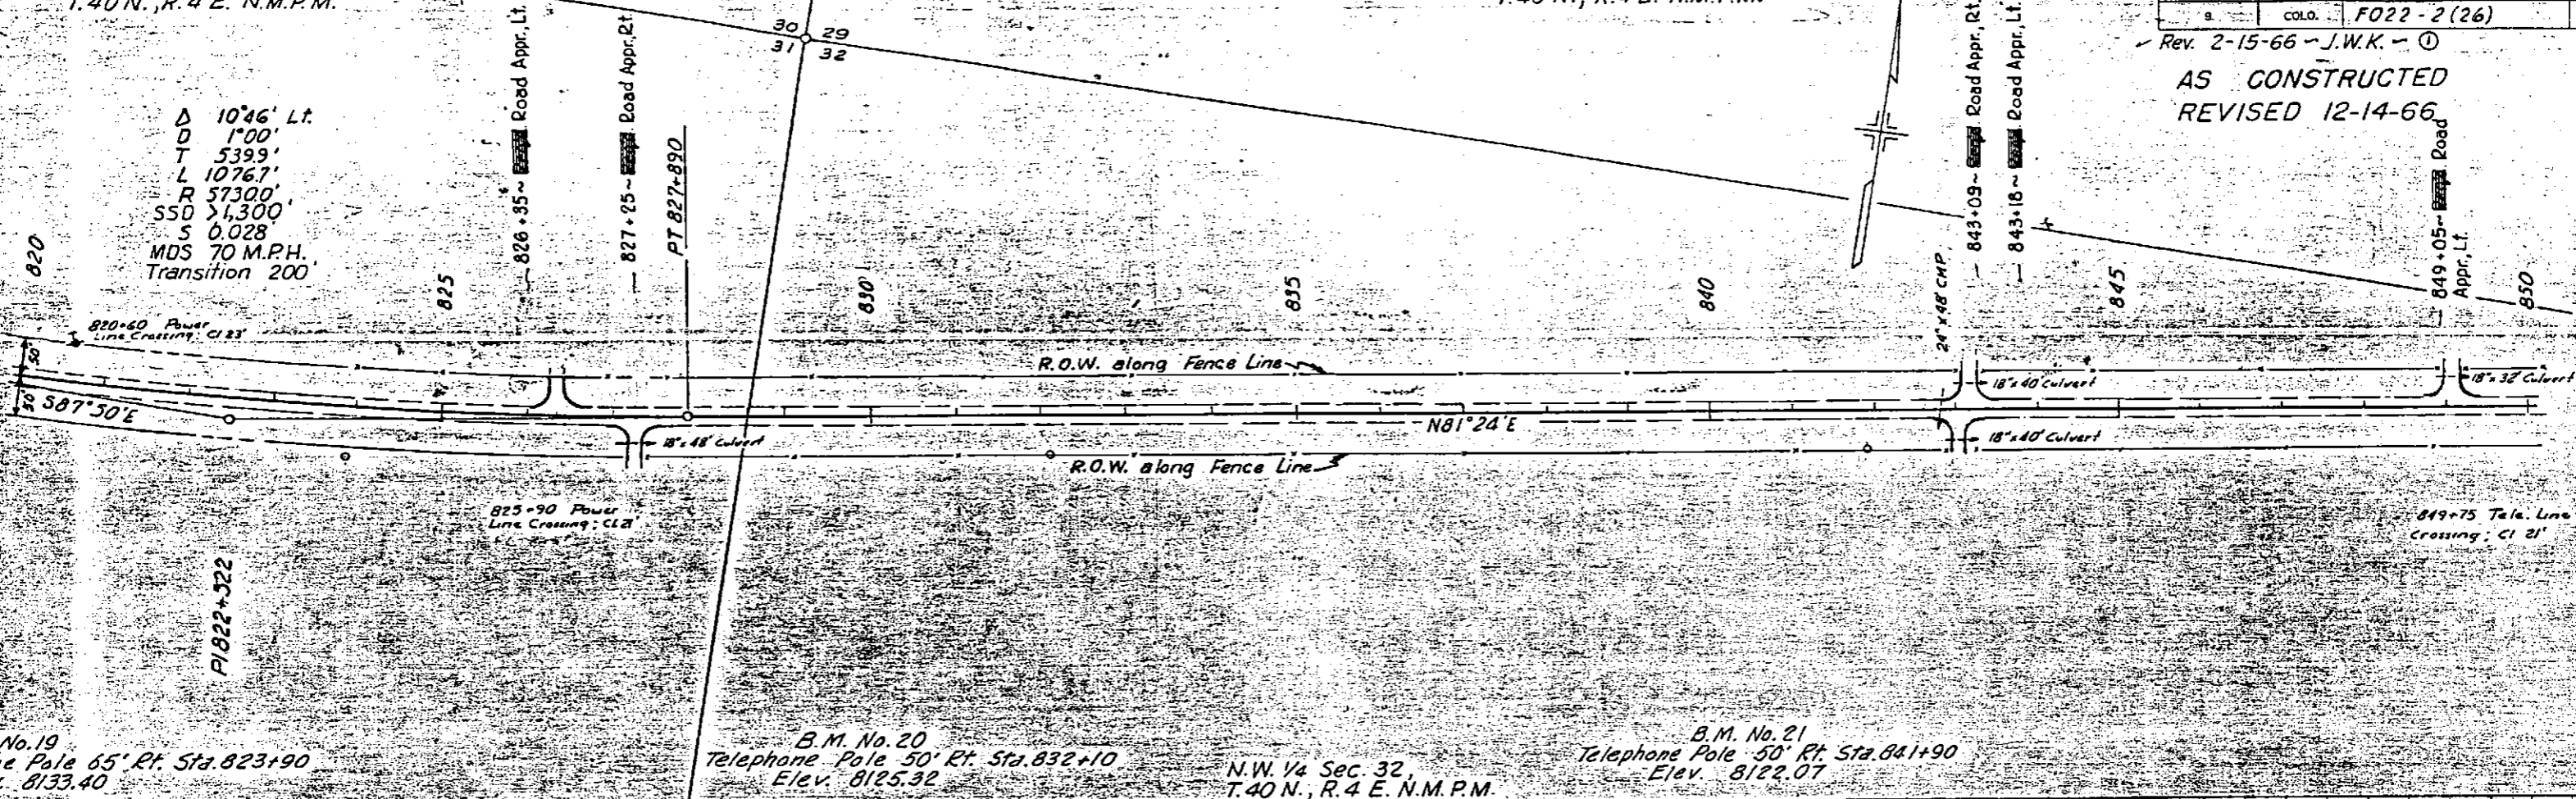 T.40 N., R.4 E. N.M.P.M.
9 COLO. F022-2(26)
Rev. 2-15-66 - J.W.K. - ①
AS CONSTRUCTED
REVISED 12-14-66
30 29
31 32
Δ 10°46' Lt.
D 1°00'
T 539.9'
L 1076.7'
R 5730.0'
SSD >1,300'
S 0.028'
MDS 70 M.P.H.
Transition 200'
826+35~ Road Appr., Lt.
827+25~ Road Appr., Rt.
PT 827+89.0
843+09~ Road Appr., Rt.
843+18~ Road Appr., Lt.
849+05~ Road
Appr., Lt.
820
825
830
835
840
845
850
24"x48' CMP
820+60 Power
Line Crossing; Cl 23'
50'
50'
S87°50'E
R.O.W. along Fence Line
18"x40' Culvert
18"x32' Culvert
N81°24'E
18"x48' Culvert
18"x40' Culvert
R.O.W. along Fence Line
825+90 Power
Line Crossing; Cl 21'
849+75 Tele. Line
Crossing; Cl 21'
PI 822+52.2
No.19
Pole 65' Rt. Sta.823+90
8133.40
B.M. No.20
Telephone Pole 50' Rt. Sta.832+10
Elev. 8125.32
N.W. 1/4 Sec. 32,
T.40 N., R.4 E. N.M.P.M.
B.M. No.21
Telephone Pole 50' Rt. Sta.841+90
Elev. 8122.07